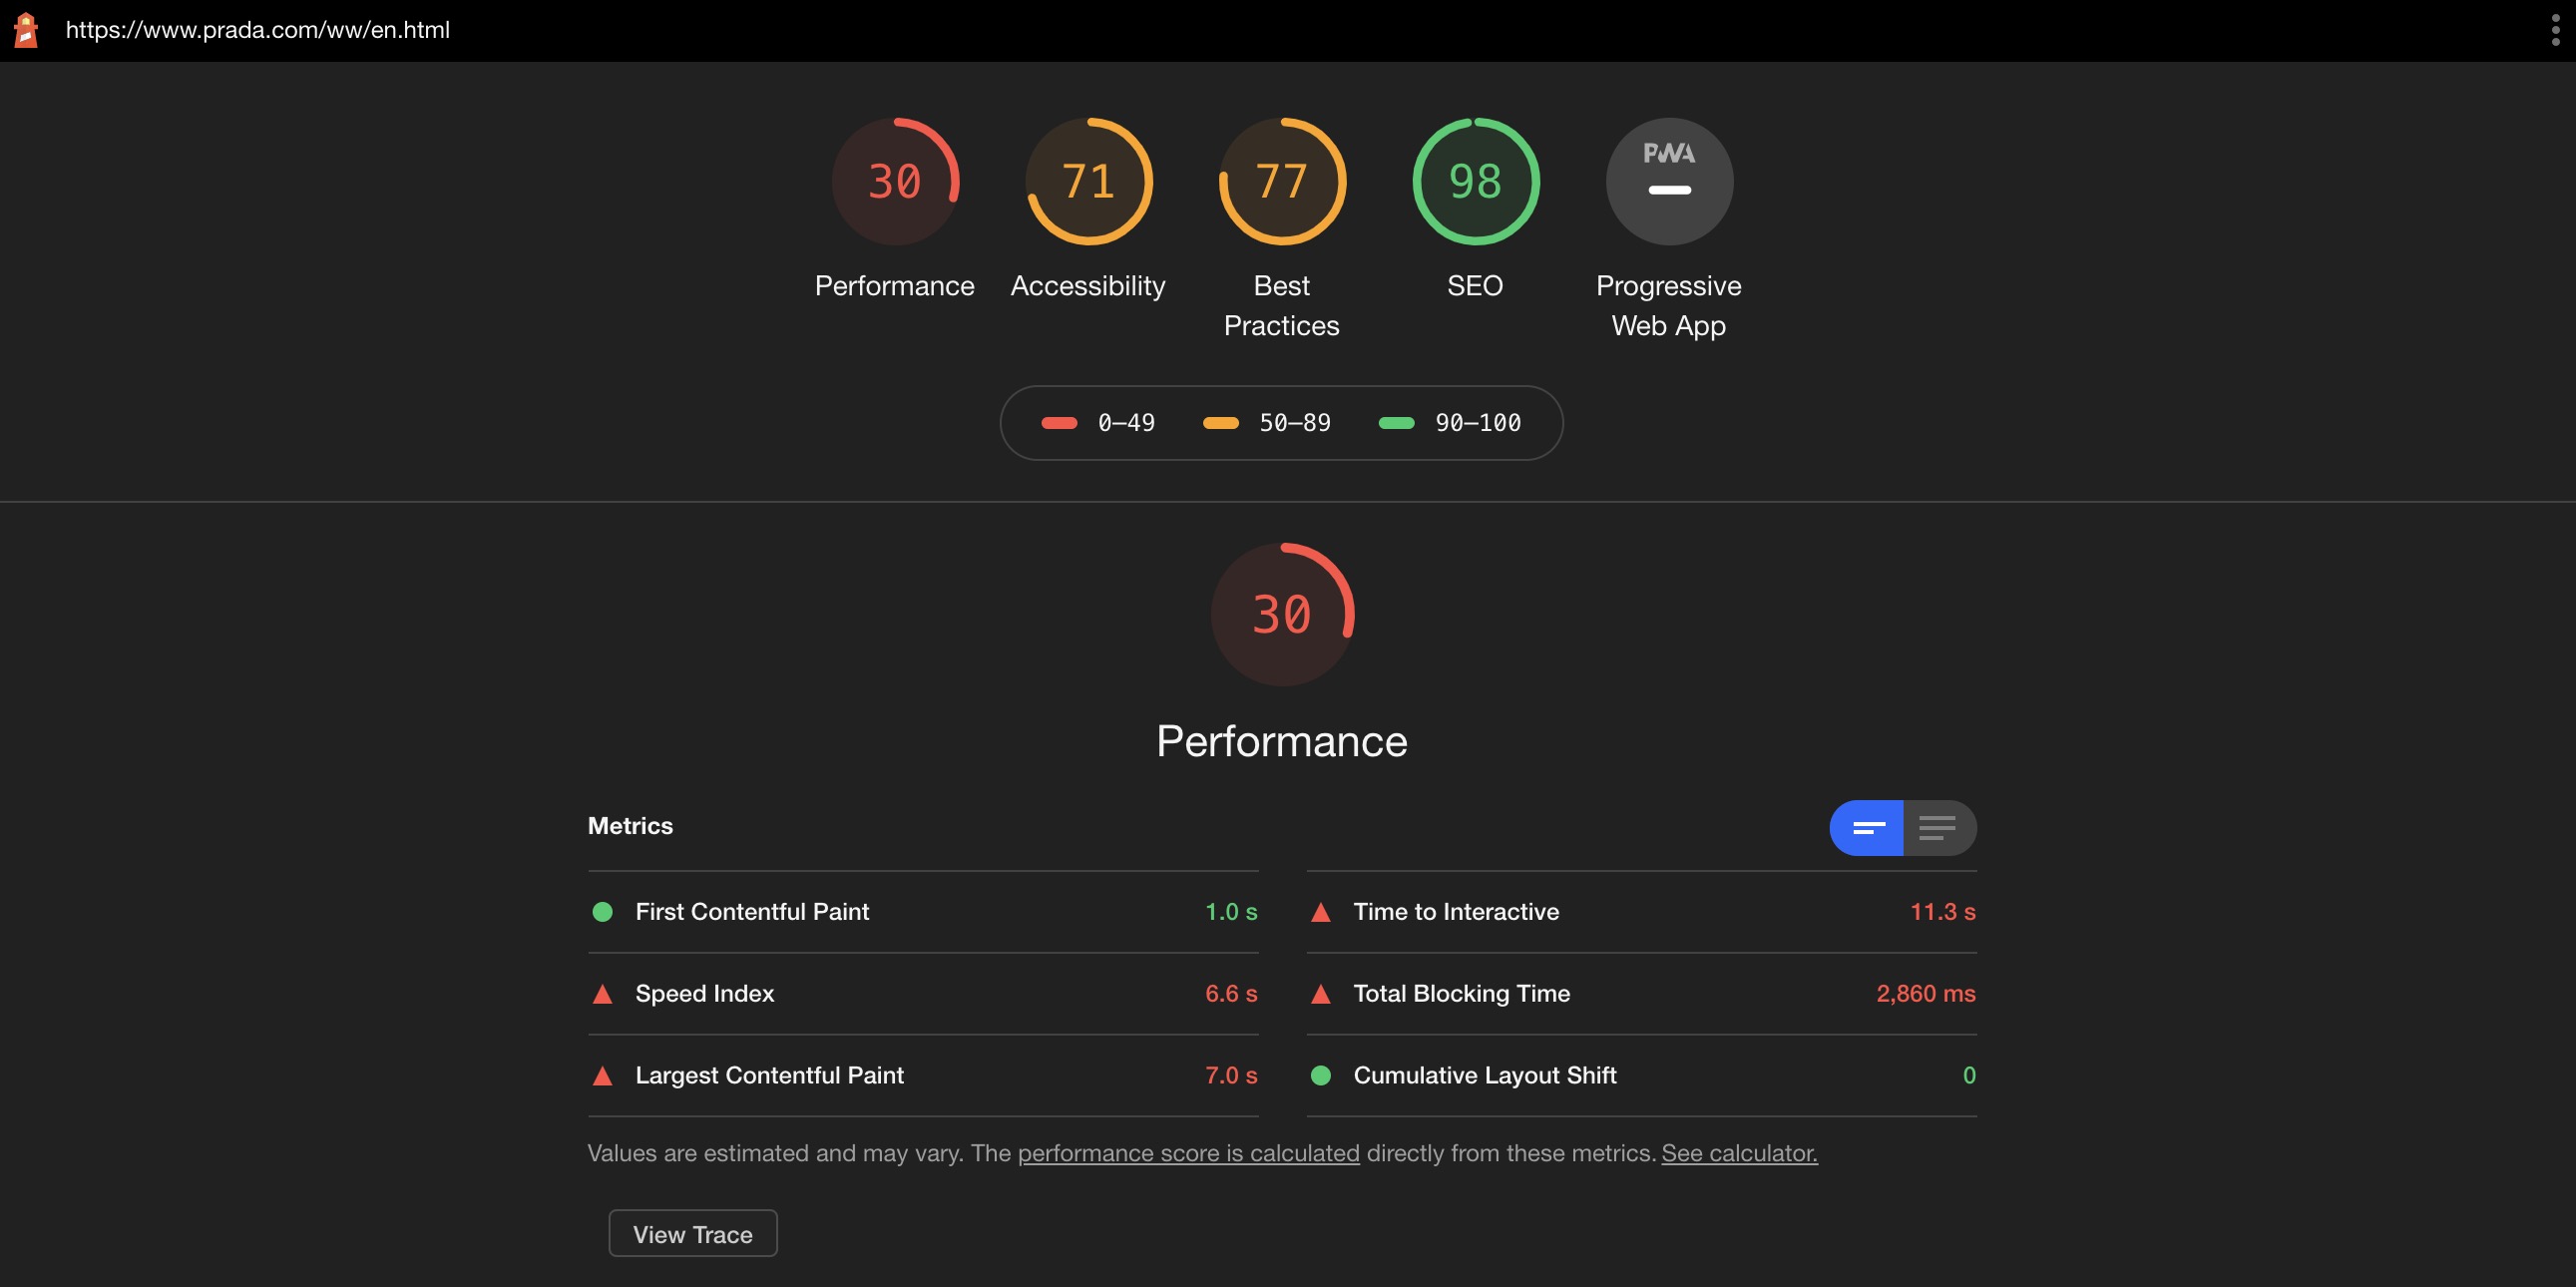 https://www.prada.com/ww/en.html
30
71
77
98
PWA
Performance
Accessibility
Best
Practices
SEO
Progressive
Web App
0–49
50–89
90–100
30
Performance
Metrics
First Contentful Paint 1.0 s
Time to Interactive 11.3 s
Speed Index 6.6 s
Total Blocking Time 2,860 ms
Largest Contentful Paint 7.0 s
Cumulative Layout Shift 0
Values are estimated and may vary. The performance score is calculated directly from these metrics. See calculator.
View Trace